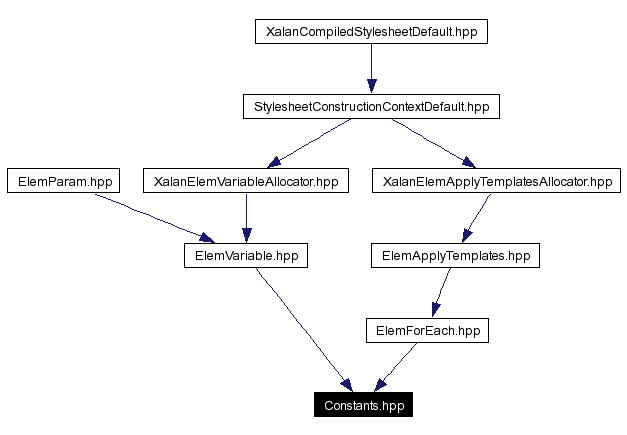 XalanCompiledStylesheetDefault.hpp
StylesheetConstructionContextDefault.hpp
ElemParam.hpp
XalanElemVariableAllocator.hpp
XalanElemApplyTemplatesAllocator.hpp
ElemVariable.hpp
ElemApplyTemplates.hpp
ElemForEach.hpp
Constants.hpp